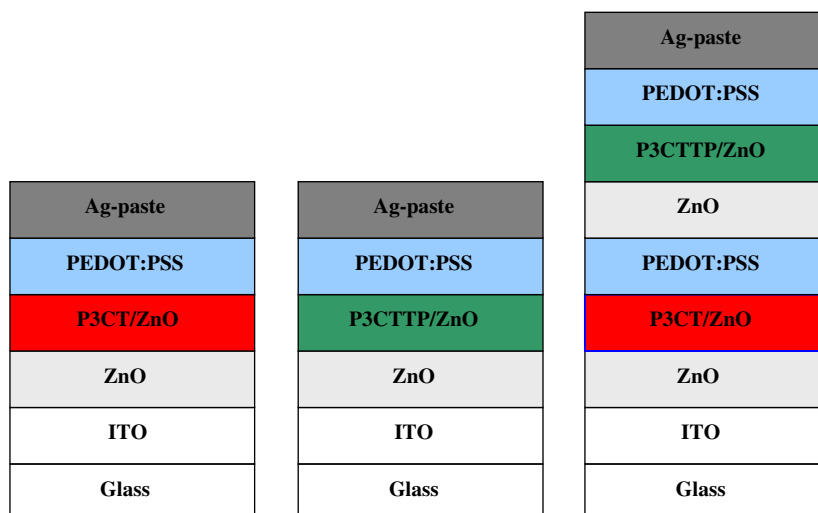 Ag-paste
PEDOT:PSS
P3CT/ZnO
ZnO
ITO
Glass
Ag-paste
PEDOT:PSS
P3CTTP/ZnO
ZnO
ITO
Glass
Ag-paste
PEDOT:PSS
P3CTTP/ZnO
ZnO
PEDOT:PSS
P3CT/ZnO
ZnO
ITO
Glass